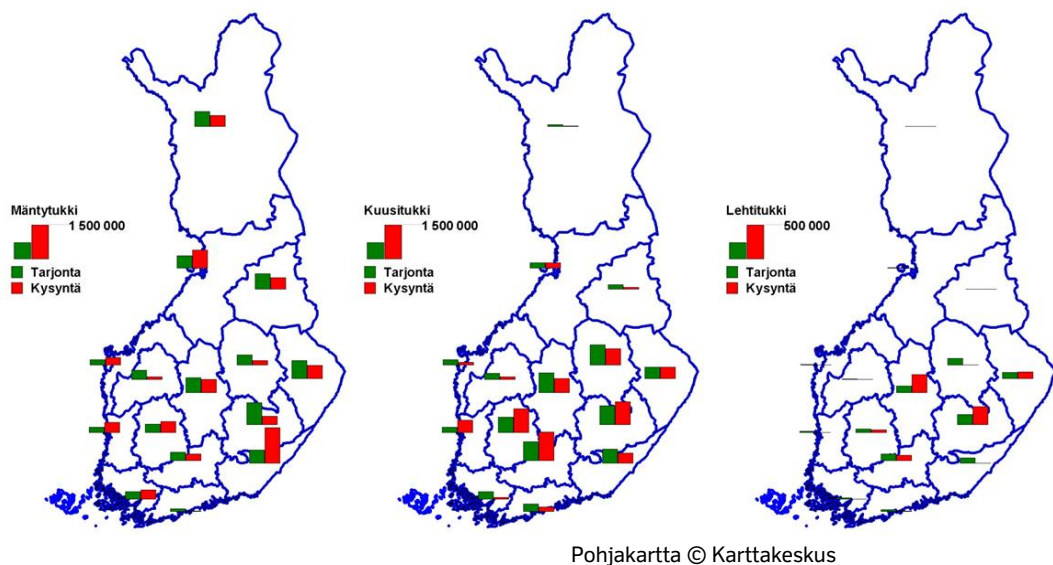 Mäntytukki
1 500 000
Tarjonta
Kysyntä
Kuusitukki
1 500 000
Tarjonta
Kysyntä
Lehtitukki
500 000
Tarjonta
Kysyntä
Pohjakartta © Karttakeskus